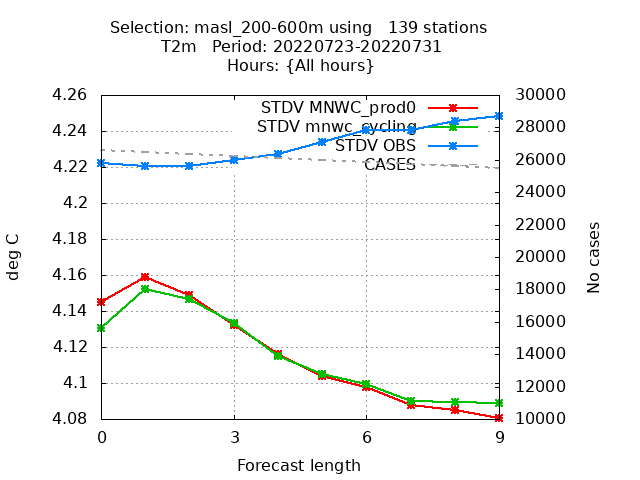 Selection: masl_200-600m using   139 stations
T2m   Period: 20220723-20220731
Hours: {All hours}
4.26
4.24
4.22
4.2
4.18
4.16
4.14
4.12
4.1
4.08
deg C
STDV MNWC_prod0
STDV mnwc_cycling
STDV OBS
CASES
30000
28000
26000
24000
22000
20000
18000
16000
14000
12000
10000
No cases
0 3 6 9
Forecast length